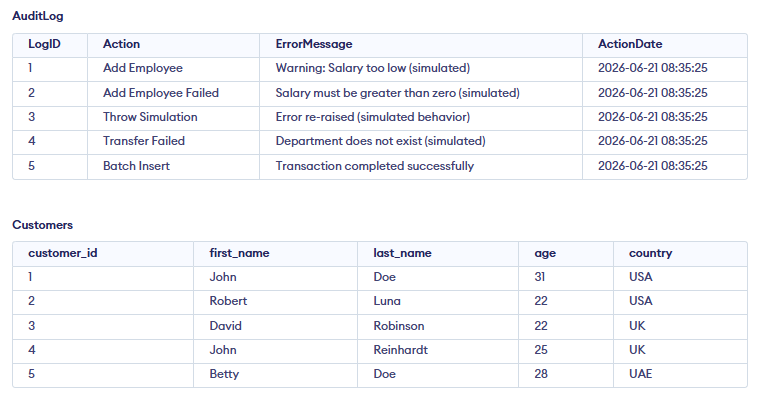 AuditLog
LogID Action ErrorMessage ActionDate
1 Add Employee Warning: Salary too low (simulated) 2026-06-21 08:35:25
2 Add Employee Failed Salary must be greater than zero (simulated) 2026-06-21 08:35:25
3 Throw Simulation Error re-raised (simulated behavior) 2026-06-21 08:35:25
4 Transfer Failed Department does not exist (simulated) 2026-06-21 08:35:25
5 Batch Insert Transaction completed successfully 2026-06-21 08:35:25
Customers
customer_id first_name last_name age country
1 John Doe 31 USA
2 Robert Luna 22 USA
3 David Robinson 22 UK
4 John Reinhardt 25 UK
5 Betty Doe 28 UAE